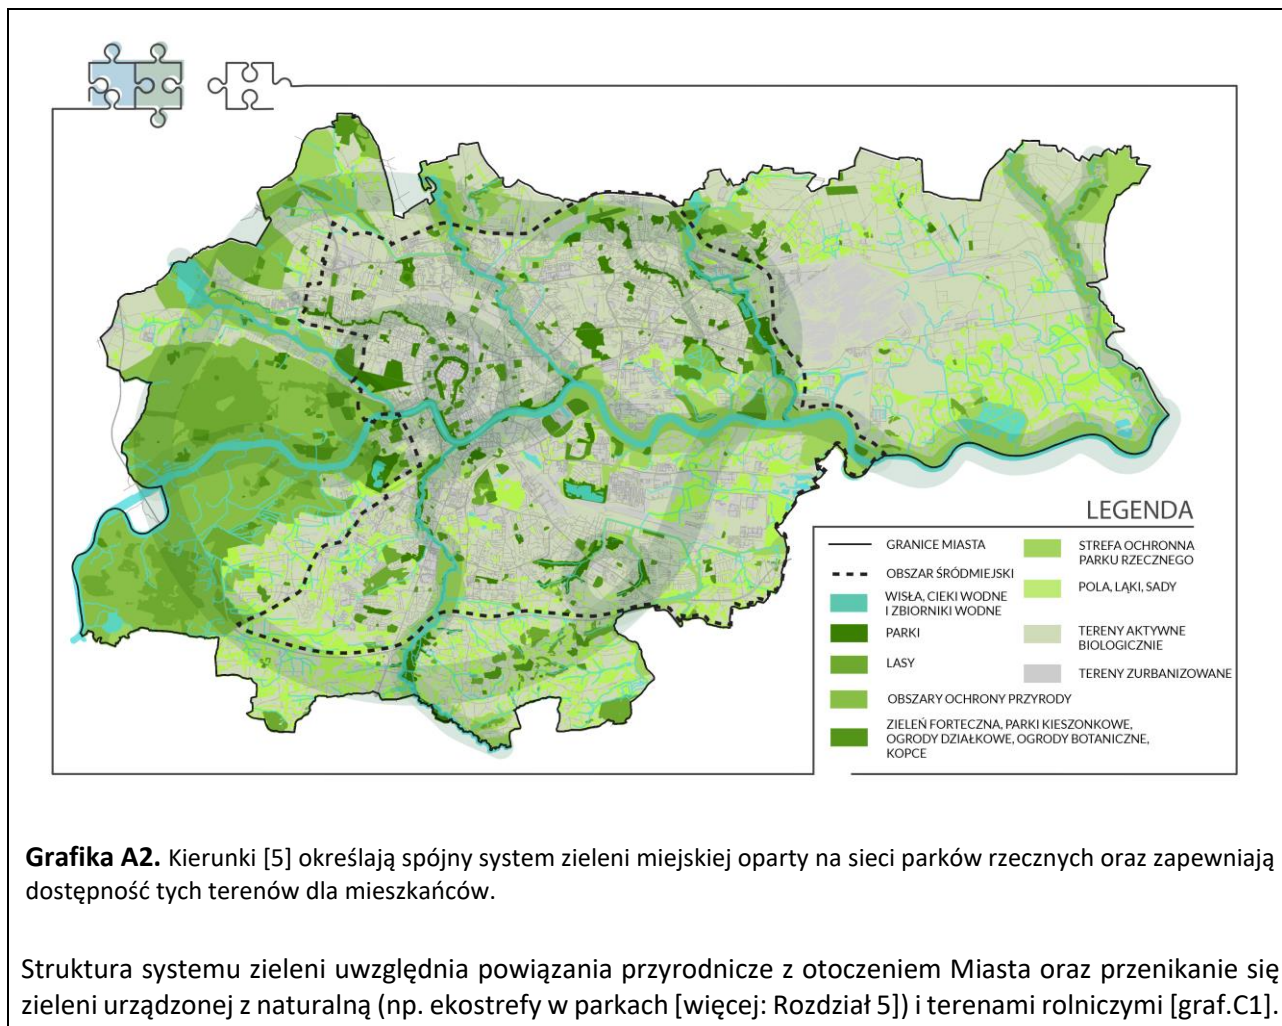 LEGENDA
GRANICE MIASTA
OBSZAR ŚRÓDMIEJSKI
WISŁA, CIEKI WODNE
I ZBIORNIKI WODNE
PARKI
LASY
OBSZARY OCHRONY PRZYRODY
ZIELEŃ FORTECZNA, PARKI KIESZONKOWE,
OGRODY DZIAŁKOWE, OGRODY BOTANICZNE,
KOPCE
STREFA OCHRONNA
PARKU RZECZNEGO
POLA, ŁĄKI, SADY
TERENY AKTYWNE
BIOLOGICZNIE
TERENY ZURBANIZOWANE
Grafika A2. Kierunki [5] określają spójny system zieleni miejskiej oparty na sieci parków rzecznych oraz zapewniają
dostępność tych terenów dla mieszkańców.
Struktura systemu zieleni uwzględnia powiązania przyrodnicze z otoczeniem Miasta oraz przenikanie się
zieleni urządzonej z naturalną (np. ekostrefy w parkach [więcej: Rozdział 5]) i terenami rolniczymi [graf.C1].